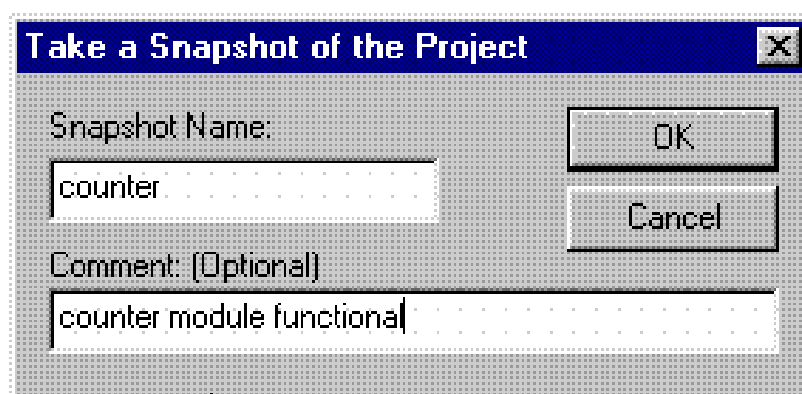 Take a Snapshot of the Project
Snapshot Name:
OK
counter
Cancel
Comment: (Optional)
counter module functional